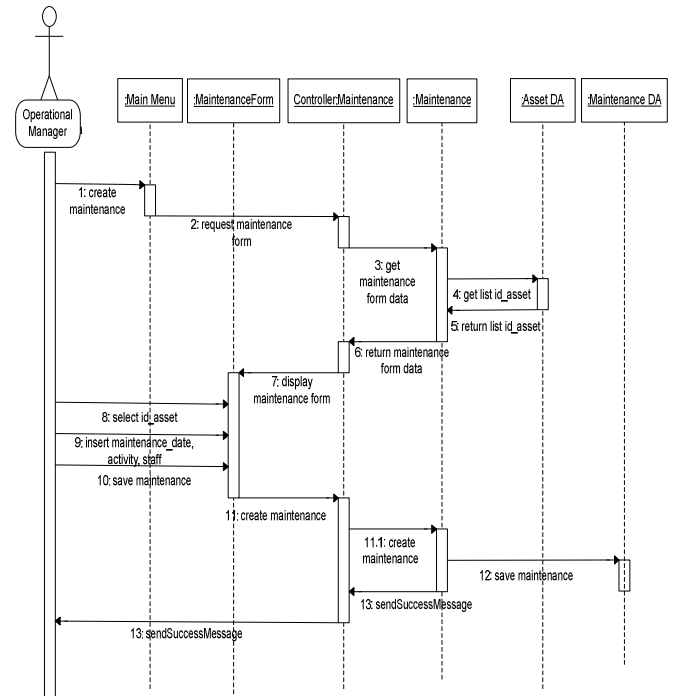 Operational
Manager
:Main Menu
:MaintenanceForm
Controller:Maintenance
:Maintenance
:Asset DA
:Maintenance DA
1: create
maintenance
2: request maintenance
form
3: get
maintenance
form data
4: get list id_asset
5: return list id_asset
6: return maintenance
form data
7: display
maintenance form
8: select id_asset
9: insert maintenance_date,
activity, staff
10: save maintenance
11: create maintenance
11.1: create
maintenance
12: save maintenance
13: sendSuccessMessage
13: sendSuccessMessage